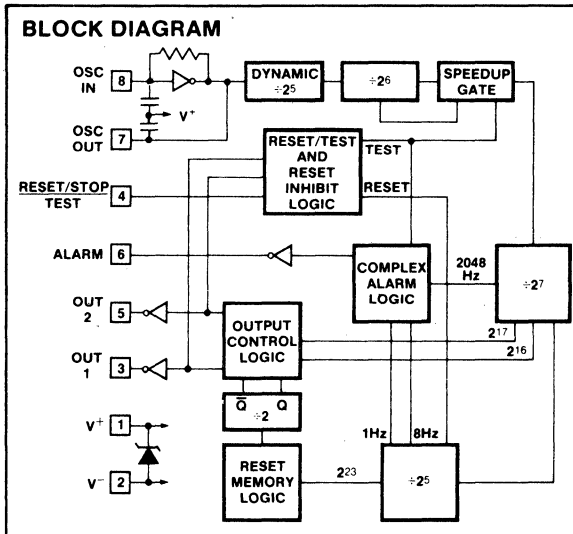 BLOCK DIAGRAM
OSC IN
8
V+
OSC OUT
7
DYNAMIC
÷2⁵
÷2⁶
SPEEDUP
GATE
RESET/TEST
AND
RESET
INHIBIT
LOGIC
TEST
RESET
RESET/STOP
TEST
4
ALARM
6
COMPLEX
ALARM
LOGIC
2048
Hz
÷2⁷
OUT
2
5
OUTPUT
CONTROL
LOGIC
2¹⁷
2¹⁶
OUT
1
3
Q̅ Q
÷2
V+
1
V−
2
RESET
MEMORY
LOGIC
2²³
1Hz
8Hz
÷2⁵